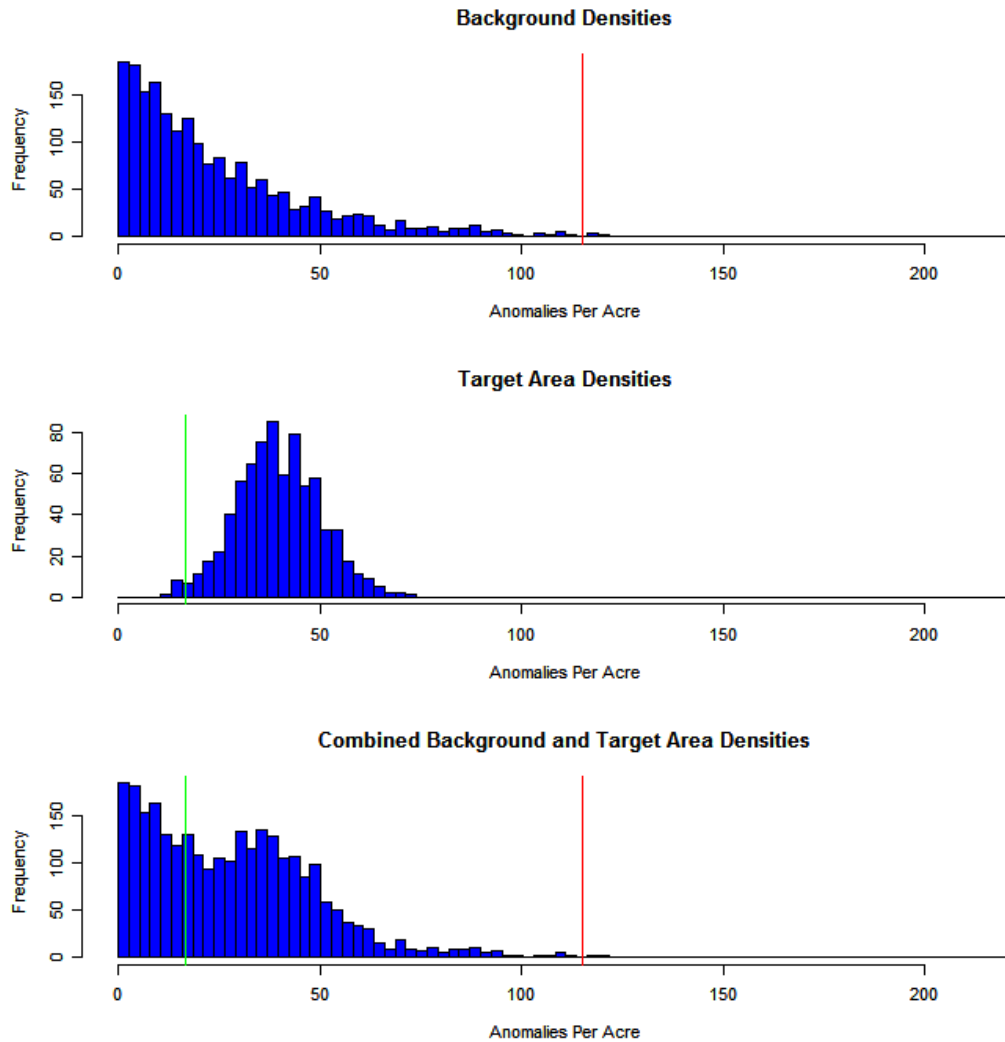 Background Densities
Frequency
0 50 100 150
0 50 100 150 200
Anomalies Per Acre
Target Area Densities
Frequency
0 20 40 60 80
0 50 100 150 200
Anomalies Per Acre
Combined Background and Target Area Densities
Frequency
0 50 100 150
0 50 100 150 200
Anomalies Per Acre